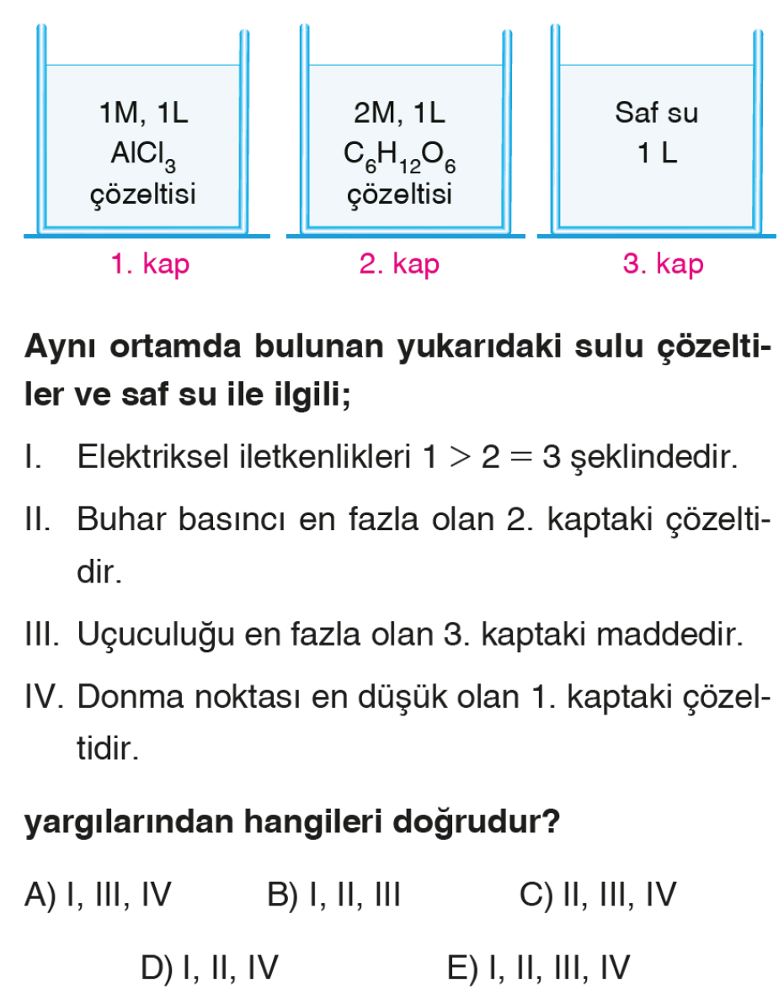 1M, 1L
AlCl₃
çözeltisi
2M, 1L
C₆H₁₂O₆
çözeltisi
Saf su
1 L
1. kap
2. kap
3. kap
Aynı ortamda bulunan yukarıdaki sulu çözelti-
ler ve saf su ile ilgili;
I. Elektriksel iletkenlikleri 1 > 2 = 3 şeklindedir.
II. Buhar basıncı en fazla olan 2. kaptaki çözelti-
dir.
III. Uçuculuğu en fazla olan 3. kaptaki maddedir.
IV. Donma noktası en düşük olan 1. kaptaki çözel-
tidir.
yargılarından hangileri doğrudur?
A) I, III, IV B) I, II, III C) II, III, IV
D) I, II, IV E) I, II, III, IV